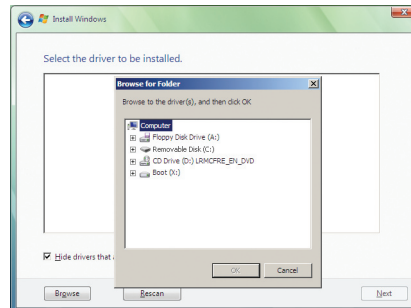 Install Windows
Select the driver to be installed.
Browse for Folder
Browse to the driver(s), and then click OK
Computer
Floppy Disk Drive (A:)
Removable Disk (C:)
CD Drive (D:) LRMCFRE_EN_DVD
Boot (X:)
Hide drivers that
OK
Cancel
Browse
Rescan
Next